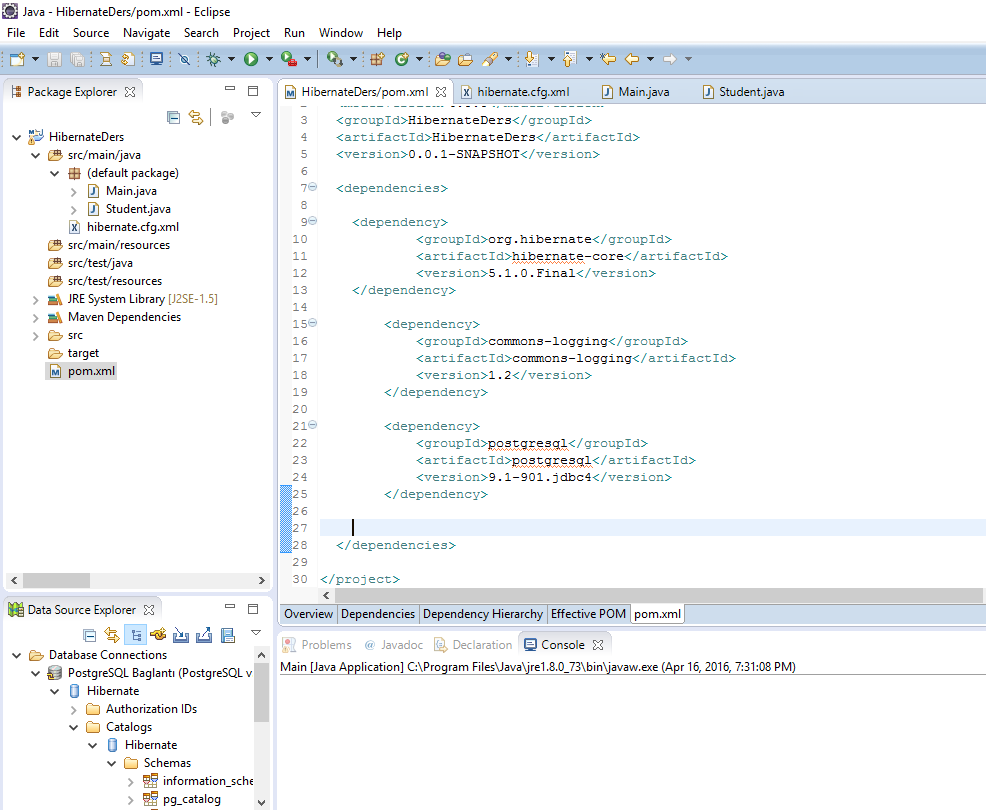 Java - HibernateDers/pom.xml - Eclipse
File Edit Source Navigate Search Project Run Window Help
Package Explorer
HibernateDers
src/main/java
(default package)
Main.java
Student.java
hibernate.cfg.xml
src/main/resources
src/test/java
src/test/resources
JRE System Library [J2SE-1.5]
Maven Dependencies
src
target
pom.xml
HibernateDers/pom.xml hibernate.cfg.xml Main.java Student.java
3 <groupId>HibernateDers</groupId>
4 <artifactId>HibernateDers</artifactId>
5 <version>0.0.1-SNAPSHOT</version>
6
7 <dependencies>
8
9 <dependency>
10 <groupId>org.hibernate</groupId>
11 <artifactId>hibernate-core</artifactId>
12 <version>5.1.0.Final</version>
13 </dependency>
14
15 <dependency>
16 <groupId>commons-logging</groupId>
17 <artifactId>commons-logging</artifactId>
18 <version>1.2</version>
19 </dependency>
20
21 <dependency>
22 <groupId>postgresql</groupId>
23 <artifactId>postgresql</artifactId>
24 <version>9.1-901.jdbc4</version>
25 </dependency>
26
27
28 </dependencies>
29
30 </project>
Overview Dependencies Dependency Hierarchy Effective POM pom.xml
Data Source Explorer
Database Connections
PostgreSQL Baglantı (PostgreSQL v
Hibernate
Authorization IDs
Catalogs
Hibernate
Schemas
information_sche
pg_catalog
Problems Javadoc Declaration Console
Main [Java Application] C:\Program Files\Java\jre1.8.0_73\bin\javaw.exe (Apr 16, 2016, 7:31:08 PM)